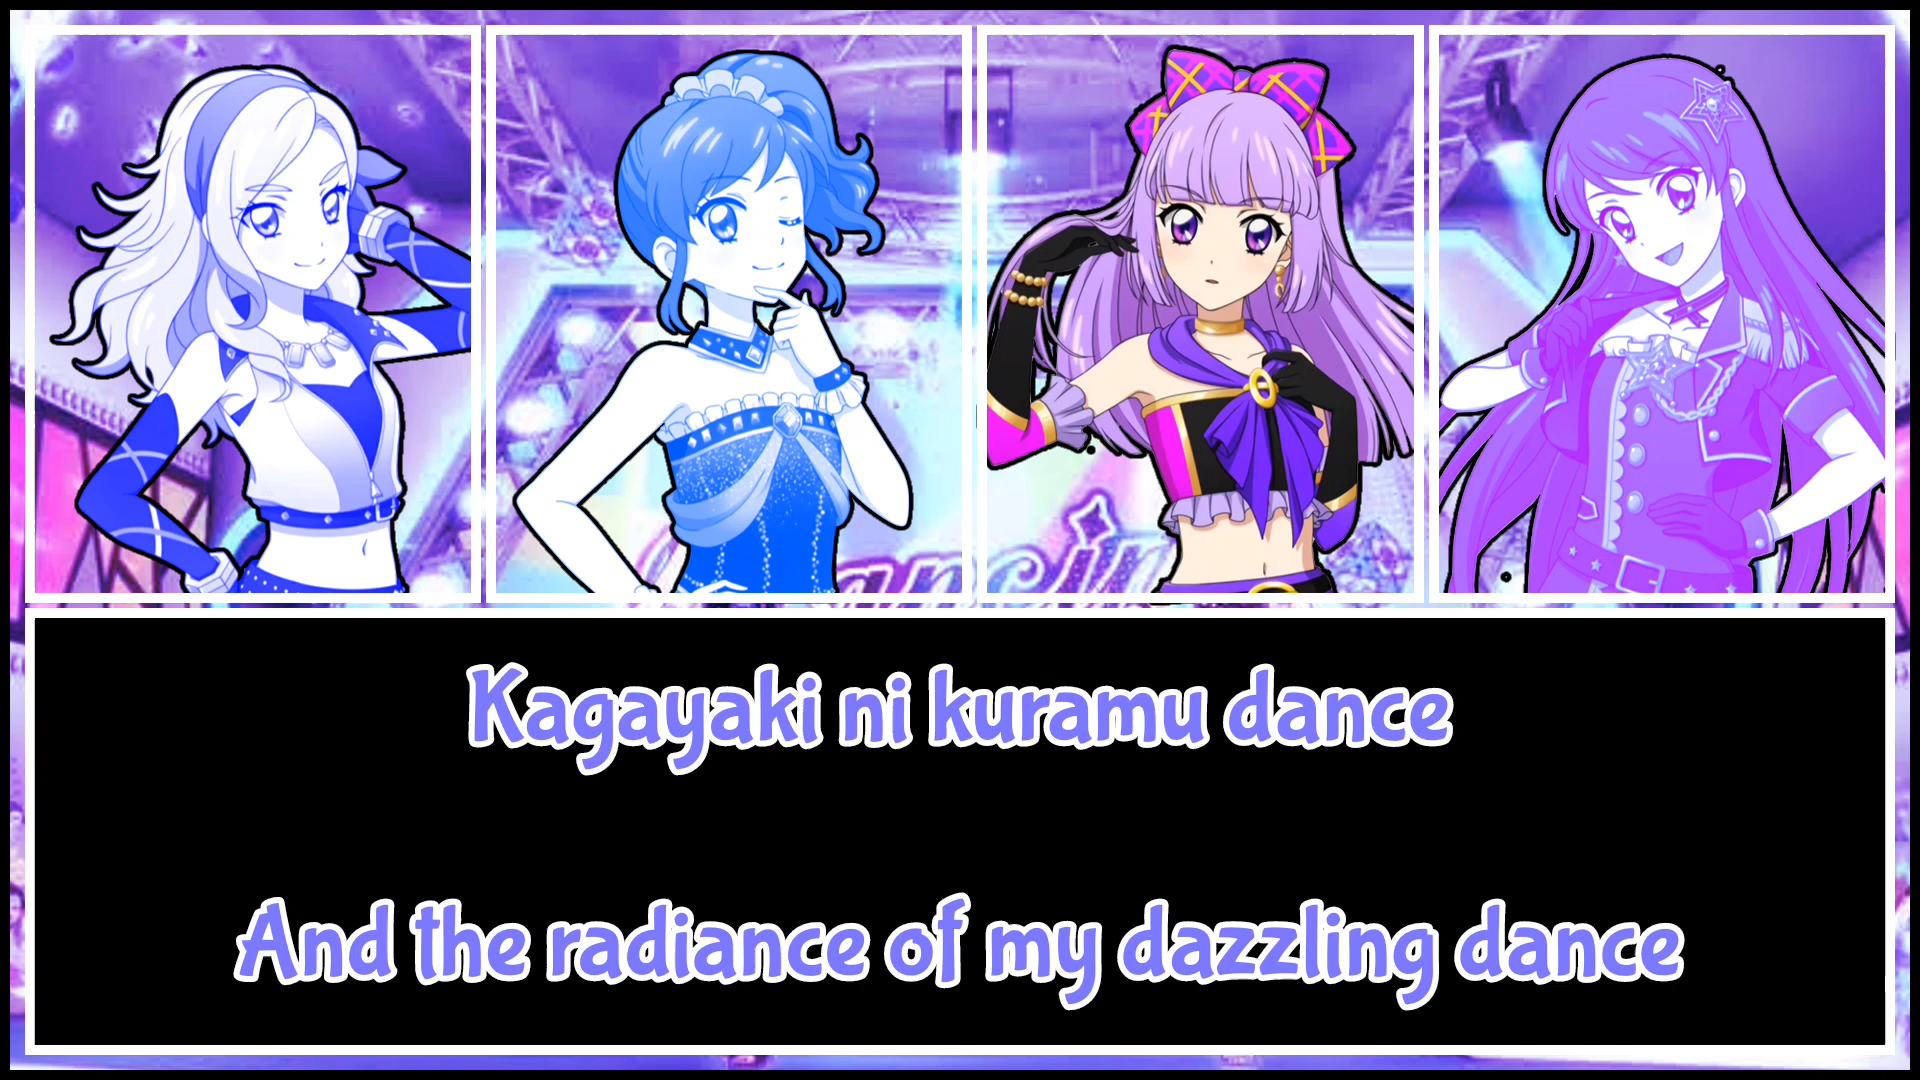 Kagayaki ni kuramu dance
And the radiance of my dazzling dance